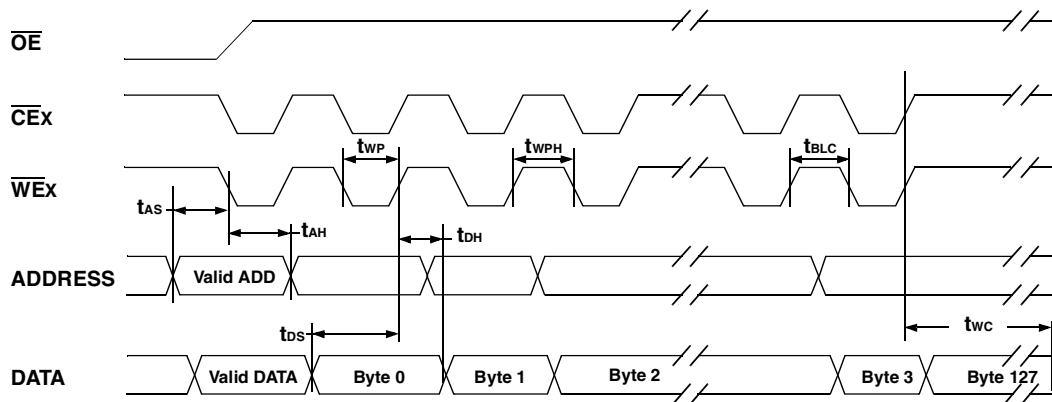 OE
CEx
tWP
tWPH
tBLC
WEx
tAS
tAH
tDH
ADDRESS
Valid ADD
tDS
tWC
DATA
Valid DATA
Byte 0
Byte 1
Byte 2
Byte 3
Byte 127